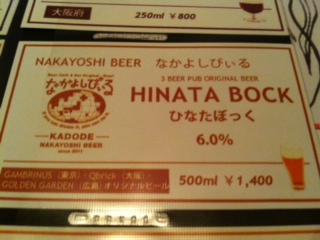 大阪府
250ml ￥800
NAKAYOSHI BEER なかよしびぃる
3 BEER PUB ORIGINAL BEER
HINATA BOCK
ひなたぼっく
6.0%
なかよしびぃる
KADODE
NAKAYOSHI BEER
since 2011
GAMBRINUS（東京）・Qbrick（大阪）・
GOLDEN GARDEN（広島）オリジナルビール
500ml ￥1,400